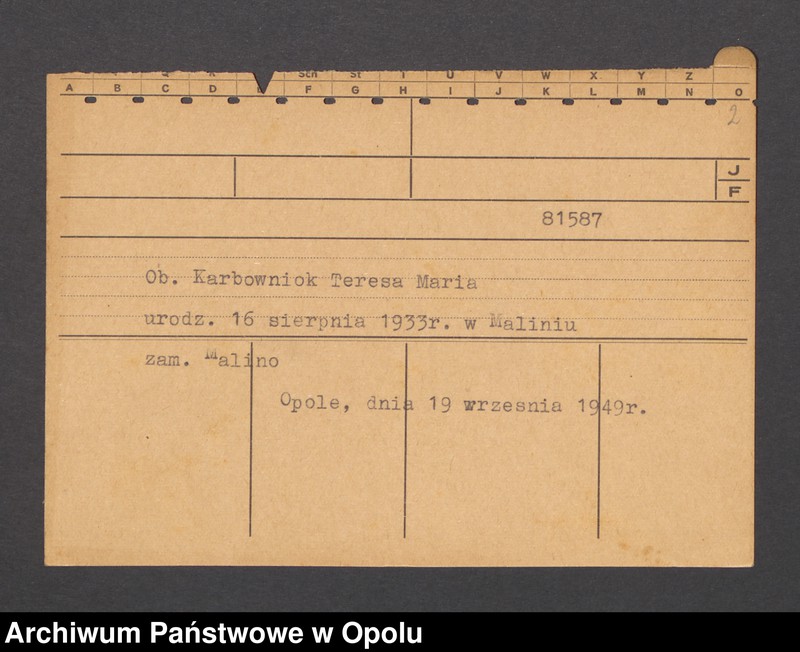 Sch St T U V W X Y Z
A B C D F G H I J K L M N O
2
J
F
81587
Ob. Karbowniok Teresa Maria
urodz. 16 sierpnia 1933r. w Maliniu
zam. Malino
Opole, dnia 19 wrzesnia 1949r.
Archiwum Państwowe w Opolu